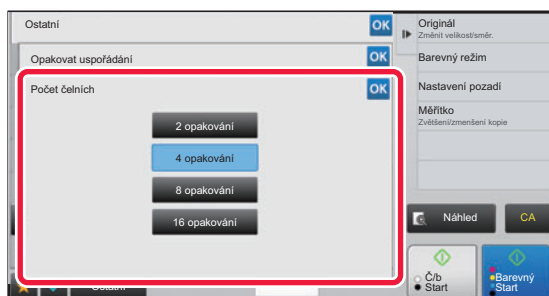 Ostatní
OK
Opakovat uspořádání
OK
Počet čelních
OK
2 opakování
4 opakování
8 opakování
16 opakování
Ostatní
Originál
Změnit velikost/směr.
Barevný režim
Nastavení pozadí
Měřítko
Zvětšení/zmenšení kopie
Náhled
CA
Č/b
Start
Barevný
Start